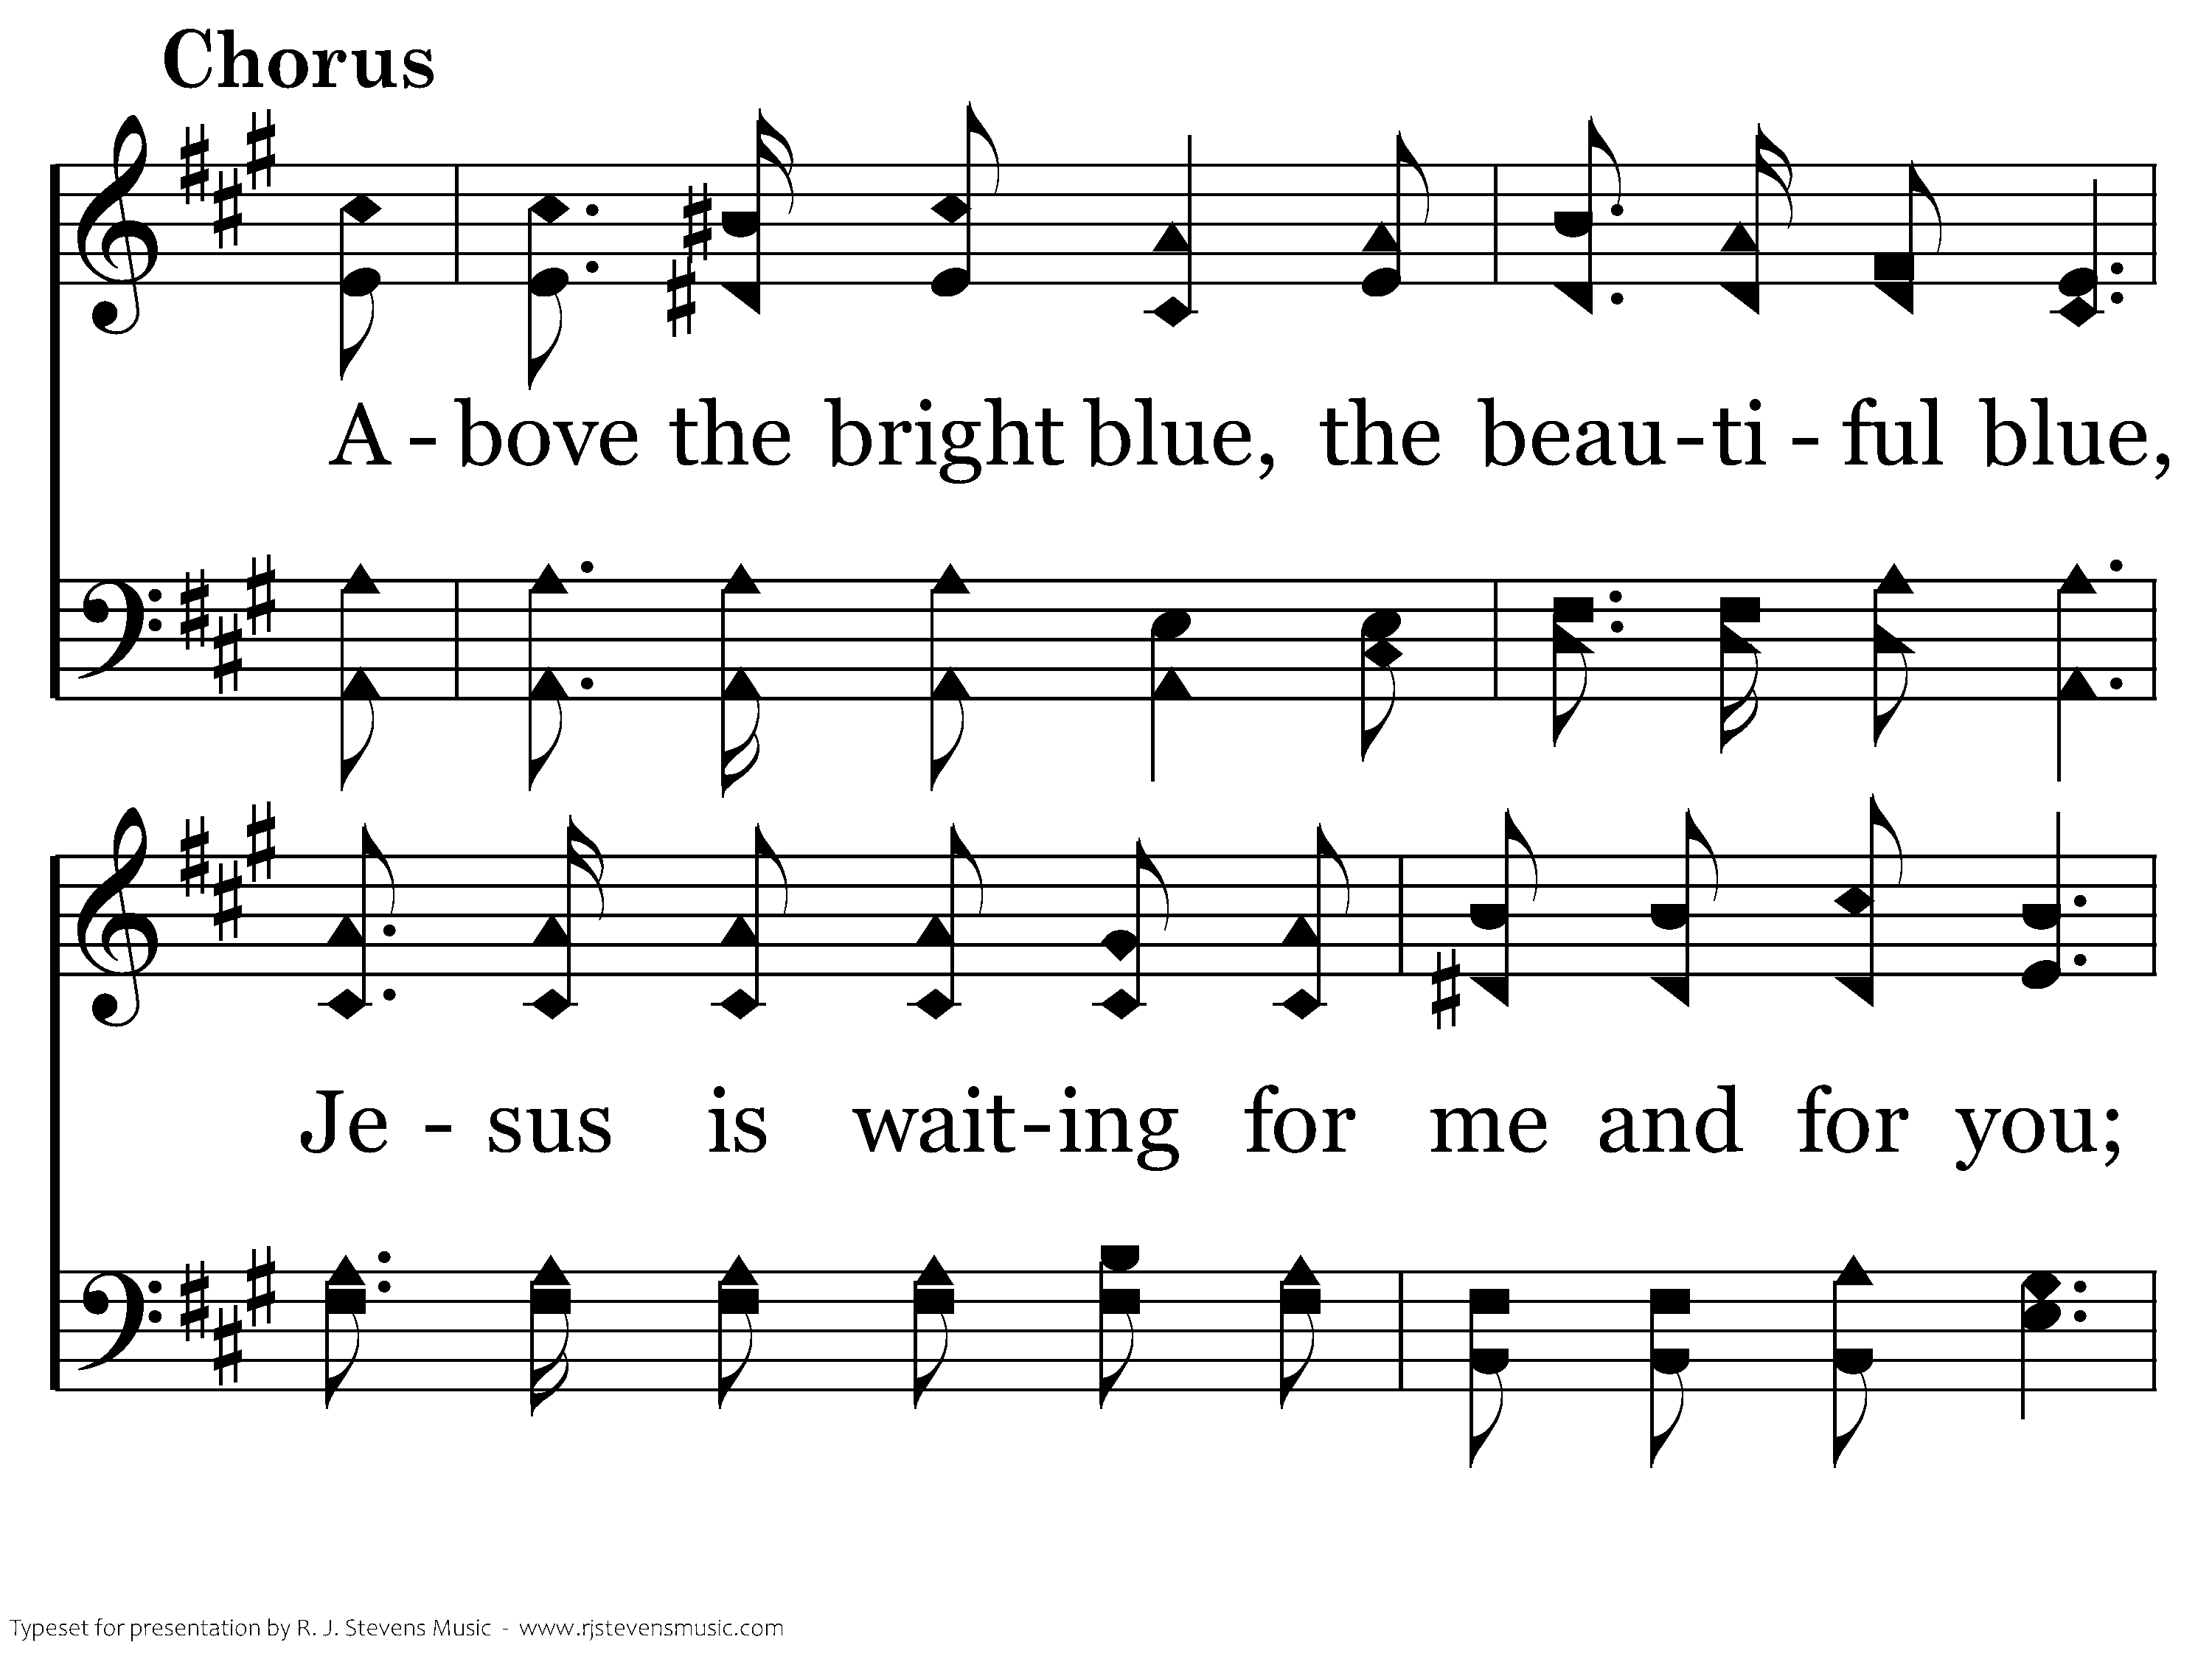 Chorus
A - bove the bright blue, the beau - ti - ful blue,
Je - sus is wait - ing for me and for you;
Typeset for presentation by R. J. Stevens Music - www.rjstevensmusic.com